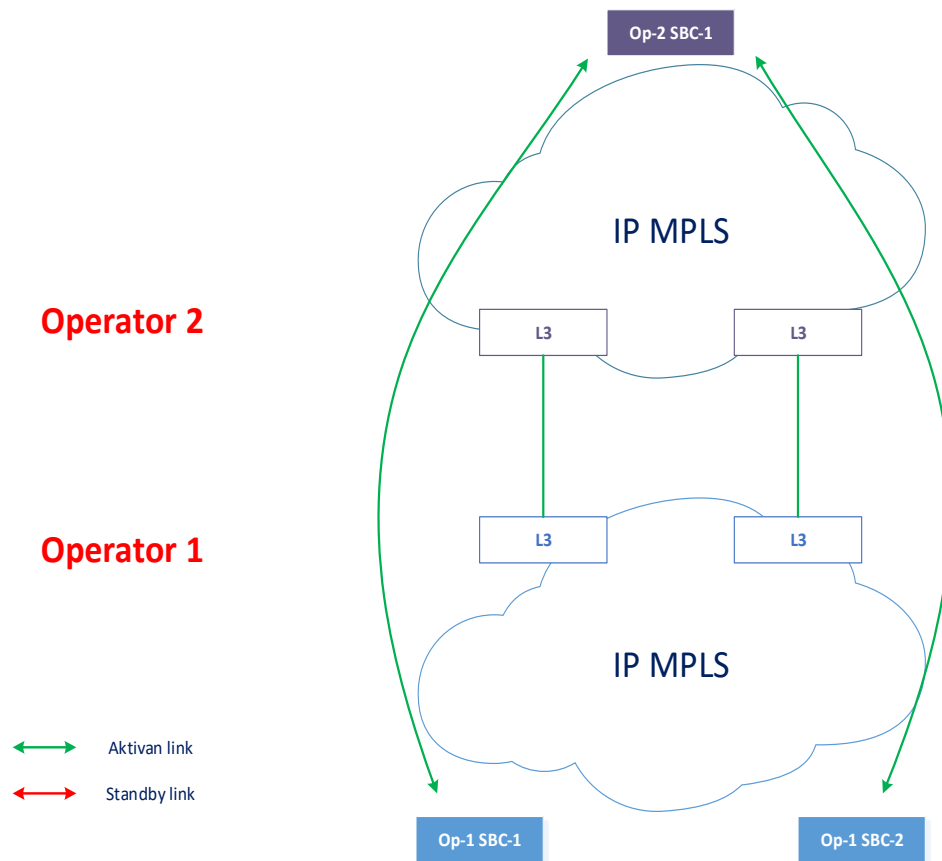 Op-2 SBC-1
IP MPLS
Operator 2
L3
L3
Operator 1
L3
L3
IP MPLS
Aktivan link
Standby link
Op-1 SBC-1
Op-1 SBC-2